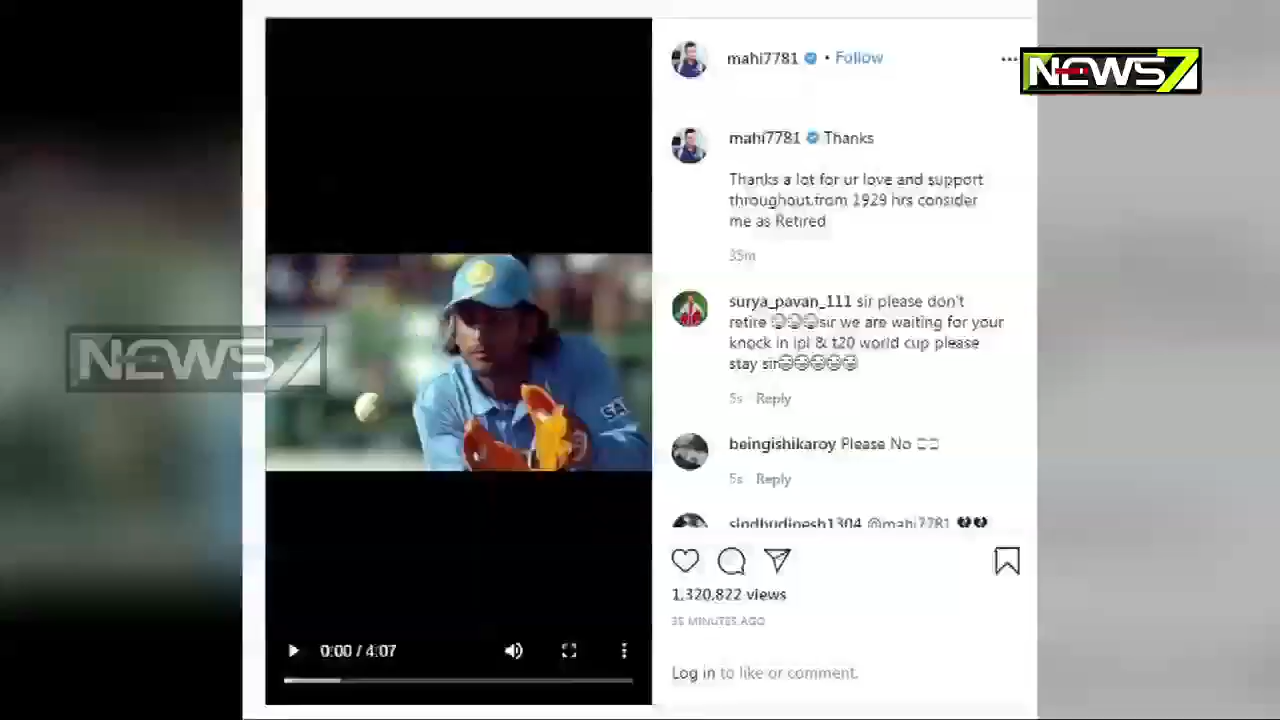 NEWS7
mahi7781 • Follow
mahi7781 Thanks
Thanks a lot for ur love and support
throughout.from 1929 hrs consider
me as Retired
35m
surya_pavan_111 sir please don't
retire sir we are waiting for your
knock in ipl & t20 world cup please
stay sir
5s Reply
beingishikaroy Please No
5s Reply
sindhudinesh1304 @mahi7781
1,320,822 views
35 MINUTES AGO
Log in to like or comment.
NEWS7
0:00 / 4:07